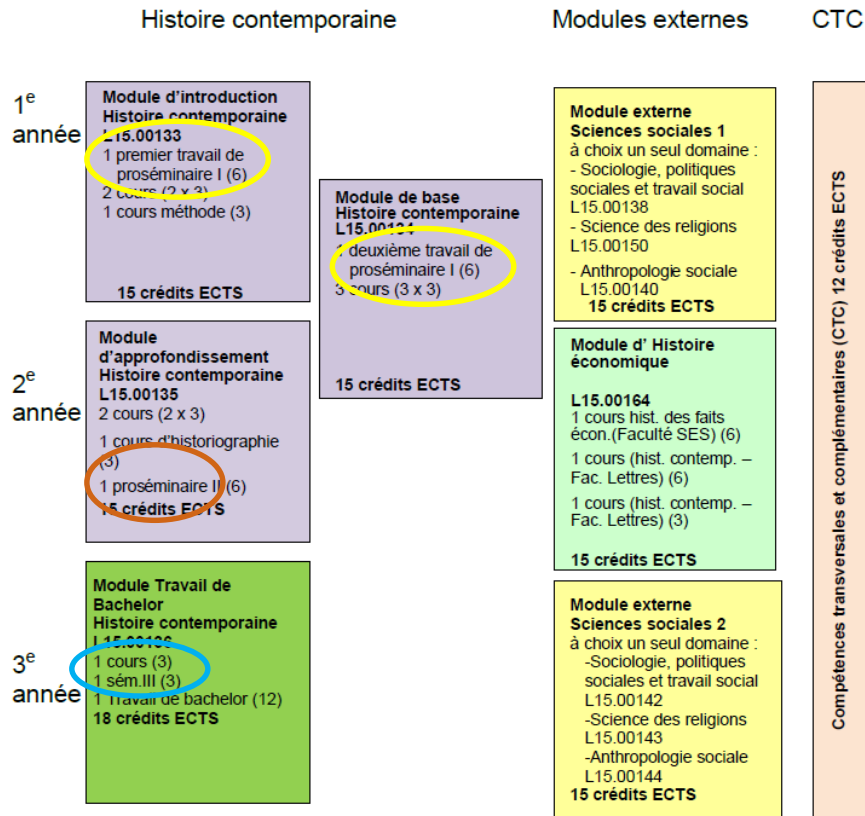 Histoire contemporaine
Modules externes
CTC
1e
année
Module d'introduction
Histoire contemporaine
L15.00133
1 premier travail de
proséminaire I (6)
2 cours (2 x 3)
1 cours méthode (3)
15 crédits ECTS
Module de base
Histoire contemporaine
L15.00134
1 deuxième travail de
proséminaire I (6)
3 cours (3 x 3)
15 crédits ECTS
Module externe
Sciences sociales 1
à choix un seul domaine :
- Sociologie, politiques
sociales et travail social
L15.00138
- Science des religions
L15.00150
- Anthropologie sociale
L15.00140
15 crédits ECTS
2e
année
Module
d'approfondissement
Histoire contemporaine
L15.00135
2 cours (2 x 3)
1 cours d'historiographie
(3)
1 proséminaire II (6)
15 crédits ECTS
Module d' Histoire
économique
L15.00164
1 cours hist. des faits
écon.(Faculté SES) (6)
1 cours (hist. contemp. –
Fac. Lettres) (6)
1 cours (hist. contemp. –
Fac. Lettres) (3)
15 crédits ECTS
3e
année
Module Travail de
Bachelor
Histoire contemporaine
L15.00136
1 cours (3)
1 sém.III (3)
1 Travail de bachelor (12)
18 crédits ECTS
Module externe
Sciences sociales 2
à choix un seul domaine :
-Sociologie, politiques
sociales et travail social
L15.00142
-Science des religions
L15.00143
-Anthropologie sociale
L15.00144
15 crédits ECTS
Compétences transversales et complémentaires (CTC) 12 crédits ECTS